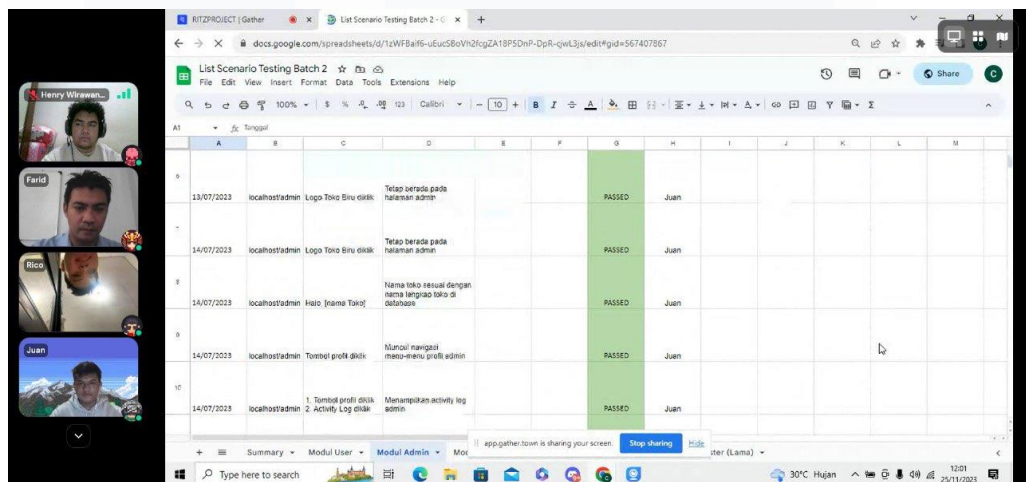 RITZPROJECT | Gather
List Scenario Testing Batch 2 - G
docs.google.com/spreadsheets/d/1zWFBaif6-uEucSBoVh2fcgZA18P5DnP-DpR-qjwL3js/edit#gid=567407867
List Scenario Testing Batch 2
File Edit View Insert Format Data Tools Extensions Help
Share
C
100% $ % .0 .00 123 Calibri 10 B I A
A1 fx Tanggal
A B C D E F G H I J K L M
13/07/2023 localhost/admin Logo Toko Biru diklik Tetap berada pada halaman admin PASSED Juan
14/07/2023 localhost/admin Logo Toko Biru diklik Tetap berada pada halaman admin PASSED Juan
14/07/2023 localhost/admin Halo, [nama Toko] Nama toko sesuai dengan nama lengkap toko di database PASSED Juan
14/07/2023 localhost/admin Tombol profil diklik Muncul navigasi menu-menu profil admin PASSED Juan
10
14/07/2023 localhost/admin 1. Tombol profil diklik 2. Activity Log diklik Menampilkan activity log admin PASSED Juan
app.gather.town is sharing your screen. Stop sharing Hide
Summary Modul User Modul Admin
ster (Lama)
Type here to search
30°C Hujan
12:01
25/11/2023
Henry Wirawan...
Farid
Rico
Juan